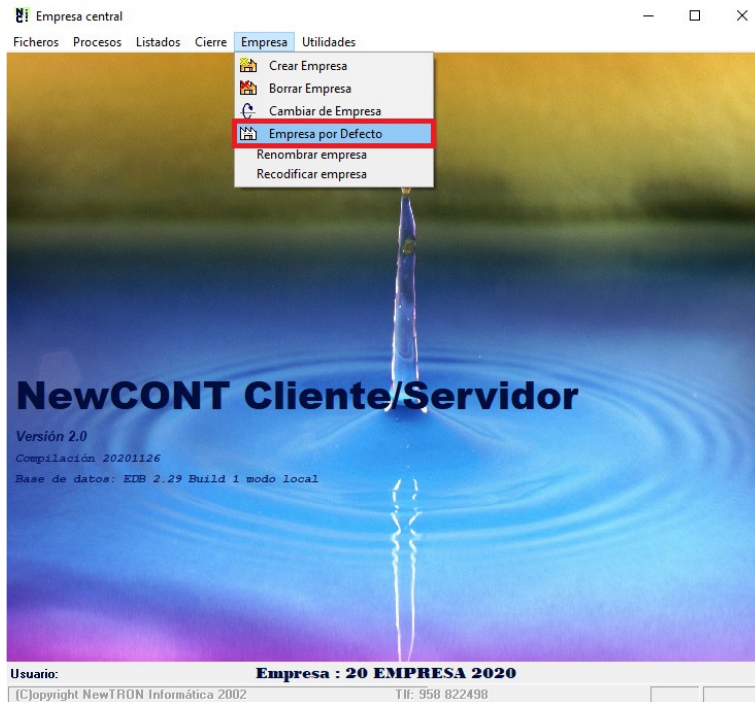 Empresa central
Ficheros Procesos Listados Cierre Empresa Utilidades
Crear Empresa
Borrar Empresa
Cambiar de Empresa
Empresa por Defecto
Renombrar empresa
Recodificar empresa
NewCONT Cliente/Servidor
Versión 2.0
Compilación 20201126
Base de datos: EDB 2.29 Build 1 modo local
Usuario: Empresa : 20 EMPRESA 2020
(C)opyright NewTRON Informática 2002 Tlf: 958 822498